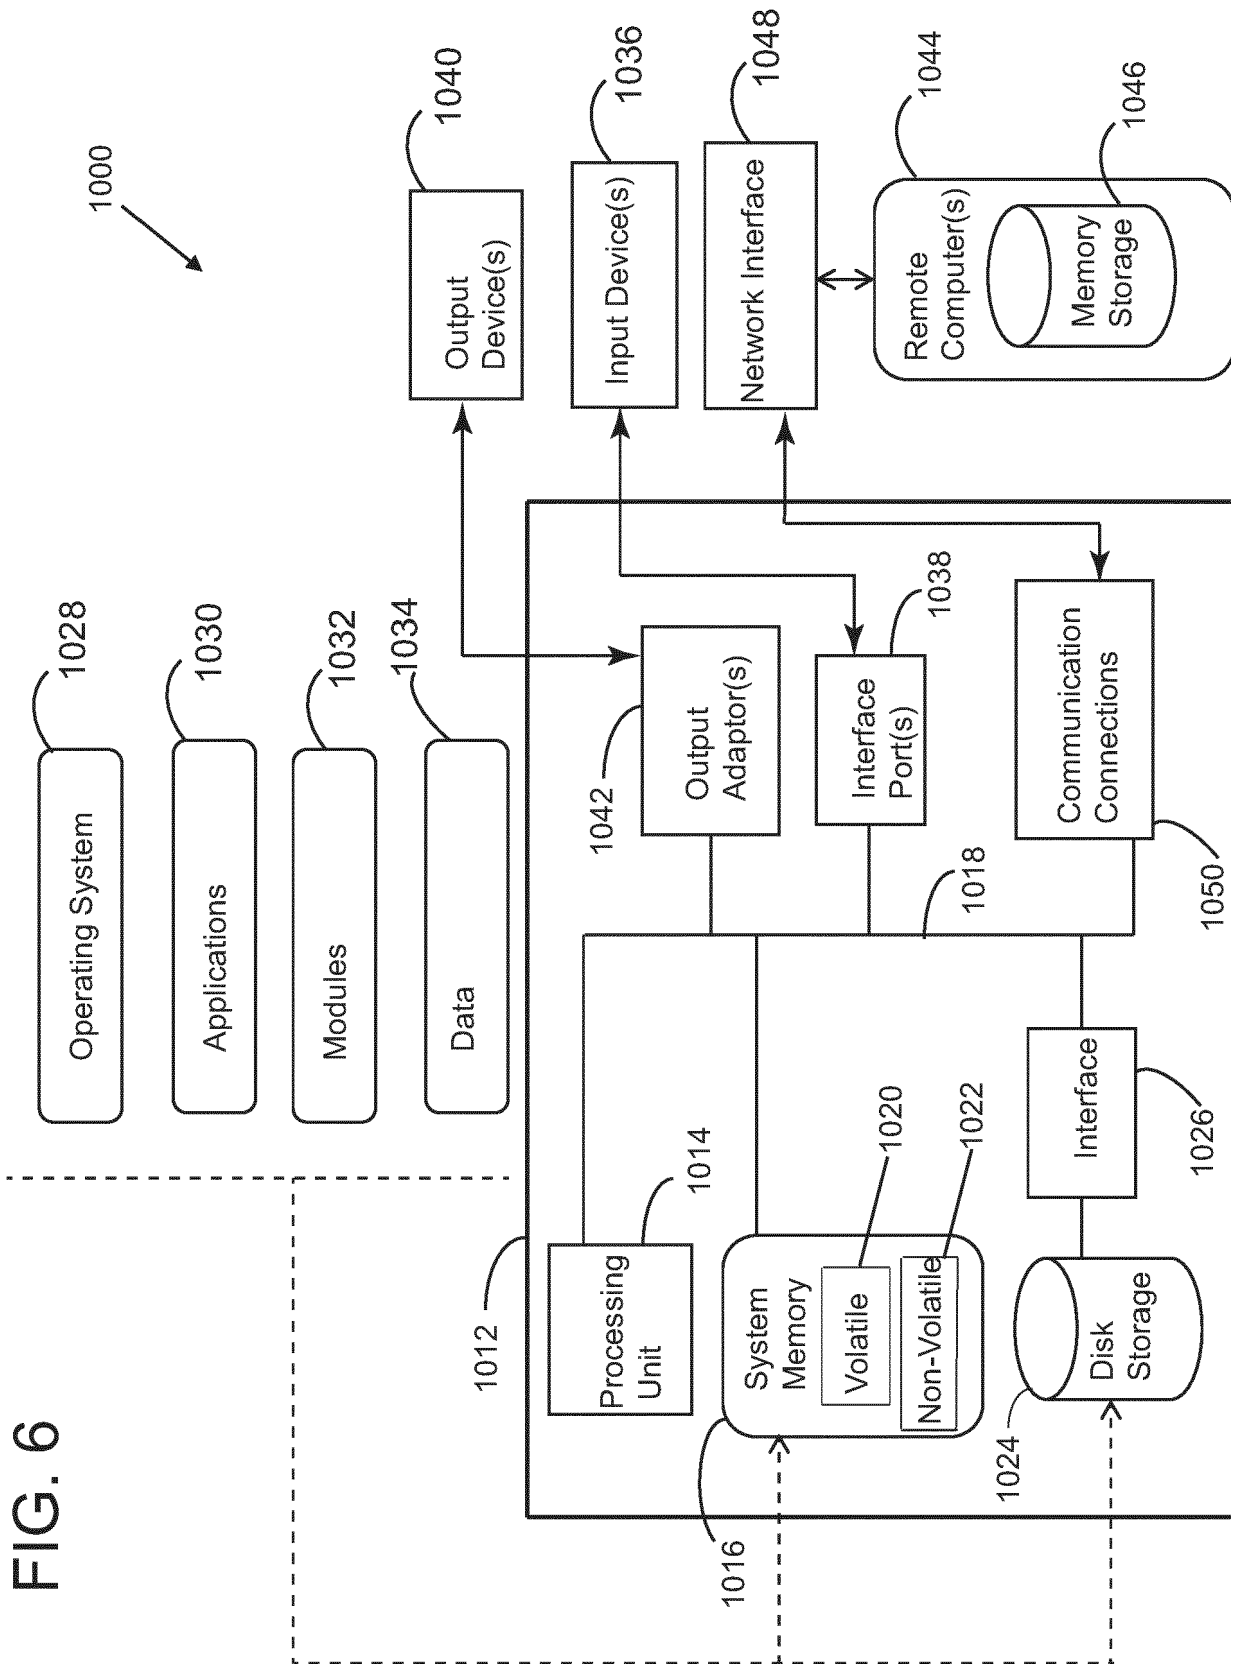 FIG. 6
1000
Operating System
1028
Applications
1030
Modules
1032
Data
1034
1012
Processing
Unit
1014
1016
System
Memory
Volatile
1020
Non-Volatile
1022
1024
Disk
Storage
Interface
1026
1018
1042
Output
Adaptor(s)
Interface
Port(s)
1038
Communication
Connections
1050
Output
Device(s)
1040
Input Device(s)
1036
Network Interface
1048
Remote
Computer(s)
1044
Memory
Storage
1046